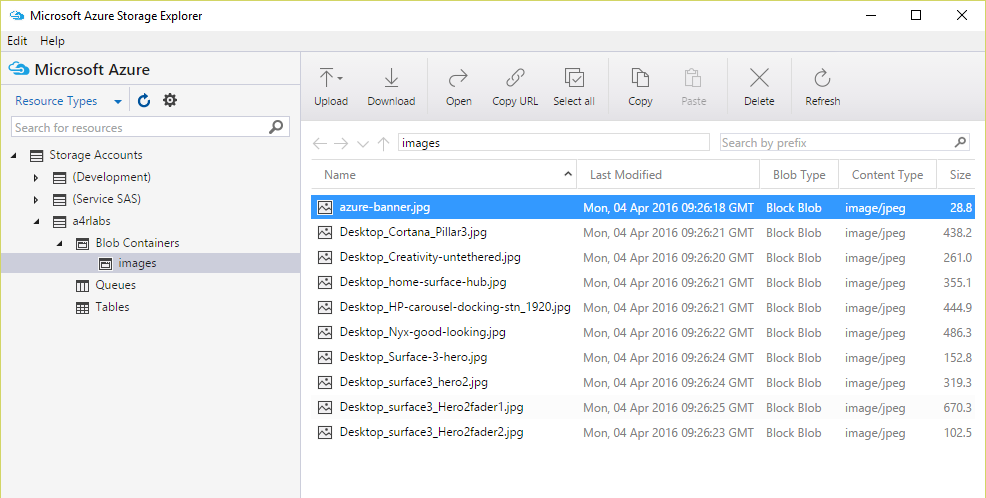 Microsoft Azure Storage Explorer
Edit Help
Microsoft Azure
Resource Types
Search for resources
Storage Accounts
(Development)
(Service SAS)
a4rlabs
Blob Containers
images
Queues
Tables
Upload Download Open Copy URL Select all Copy Paste Delete Refresh
images Search by prefix
Name Last Modified Blob Type Content Type Size
azure-banner.jpg Mon, 04 Apr 2016 09:26:18 GMT Block Blob image/jpeg 28.8
Desktop_Cortana_Pillar3.jpg Mon, 04 Apr 2016 09:26:21 GMT Block Blob image/jpeg 438.2
Desktop_Creativity-untethered.jpg Mon, 04 Apr 2016 09:26:20 GMT Block Blob image/jpeg 261.0
Desktop_home-surface-hub.jpg Mon, 04 Apr 2016 09:26:21 GMT Block Blob image/jpeg 355.1
Desktop_HP-carousel-docking-stn_1920.jpg Mon, 04 Apr 2016 09:26:21 GMT Block Blob image/jpeg 444.9
Desktop_Nyx-good-looking.jpg Mon, 04 Apr 2016 09:26:22 GMT Block Blob image/jpeg 486.3
Desktop_Surface-3-hero.jpg Mon, 04 Apr 2016 09:26:24 GMT Block Blob image/jpeg 152.8
Desktop_surface3_hero2.jpg Mon, 04 Apr 2016 09:26:24 GMT Block Blob image/jpeg 319.3
Desktop_surface3_Hero2fader1.jpg Mon, 04 Apr 2016 09:26:25 GMT Block Blob image/jpeg 670.3
Desktop_surface3_Hero2fader2.jpg Mon, 04 Apr 2016 09:26:23 GMT Block Blob image/jpeg 102.5